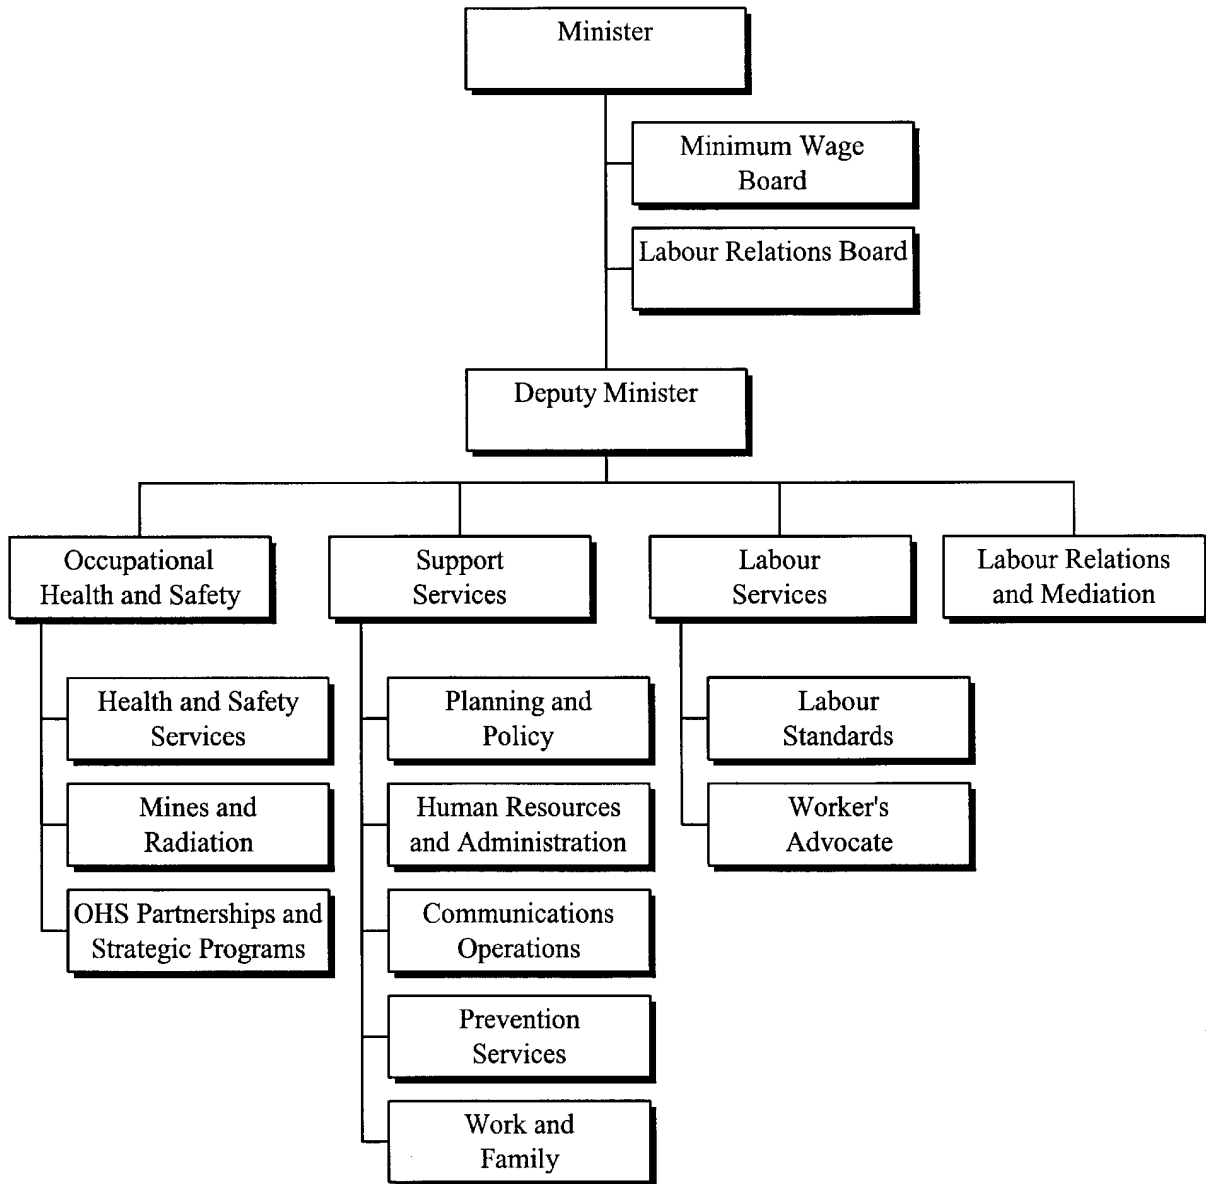 Minister
Minimum Wage
Board
Labour Relations Board
Deputy Minister
Occupational
Health and Safety
Support
Services
Labour
Services
Labour Relations
and Mediation
Health and Safety
Services
Mines and
Radiation
OHS Partnerships and
Strategic Programs
Planning and
Policy
Human Resources
and Administration
Communications
Operations
Prevention
Services
Work and
Family
Labour
Standards
Worker's
Advocate